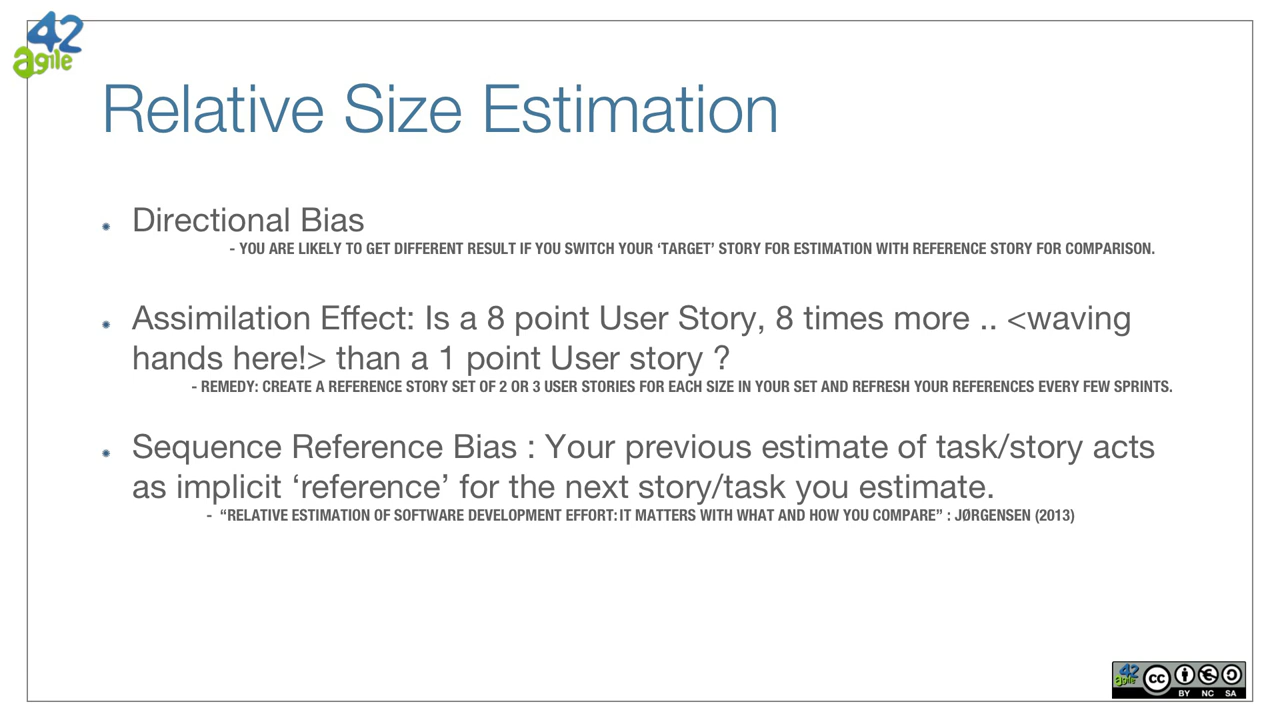 42
agile
Relative Size Estimation
Directional Bias
- YOU ARE LIKELY TO GET DIFFERENT RESULT IF YOU SWITCH YOUR ‘TARGET’ STORY FOR ESTIMATION WITH REFERENCE STORY FOR COMPARISON.
Assimilation Effect: Is a 8 point User Story, 8 times more .. <waving
hands here!> than a 1 point User story ?
- REMEDY: CREATE A REFERENCE STORY SET OF 2 OR 3 USER STORIES FOR EACH SIZE IN YOUR SET AND REFRESH YOUR REFERENCES EVERY FEW SPRINTS.
Sequence Reference Bias : Your previous estimate of task/story acts
as implicit ‘reference’ for the next story/task you estimate.
- “RELATIVE ESTIMATION OF SOFTWARE DEVELOPMENT EFFORT: IT MATTERS WITH WHAT AND HOW YOU COMPARE” : JØRGENSEN (2013)
42
agile
cc
BY NC SA